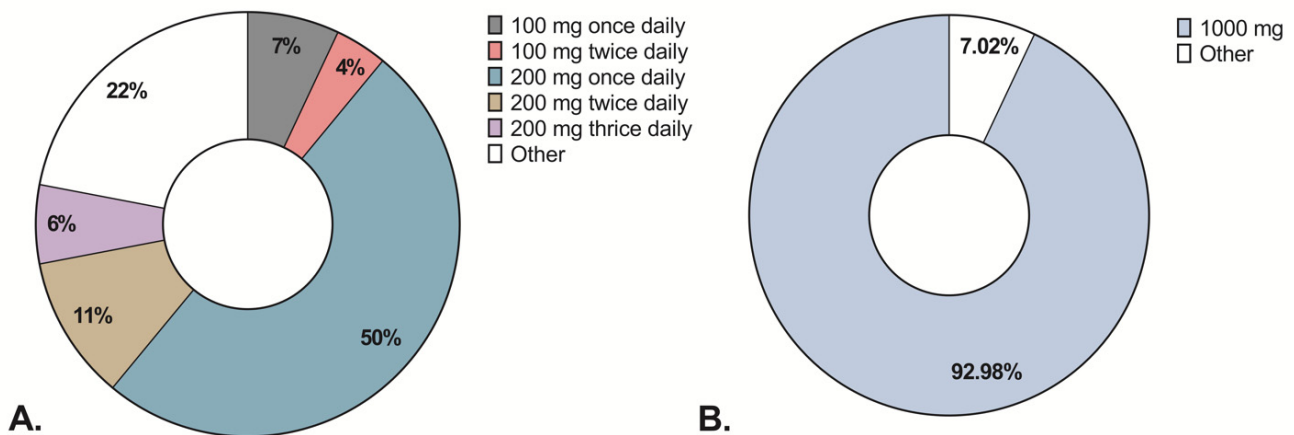 7%
4%
50%
11%
6%
22%
100 mg once daily
100 mg twice daily
200 mg once daily
200 mg twice daily
200 mg thrice daily
Other
A.
7.02%
92.98%
1000 mg
Other
B.